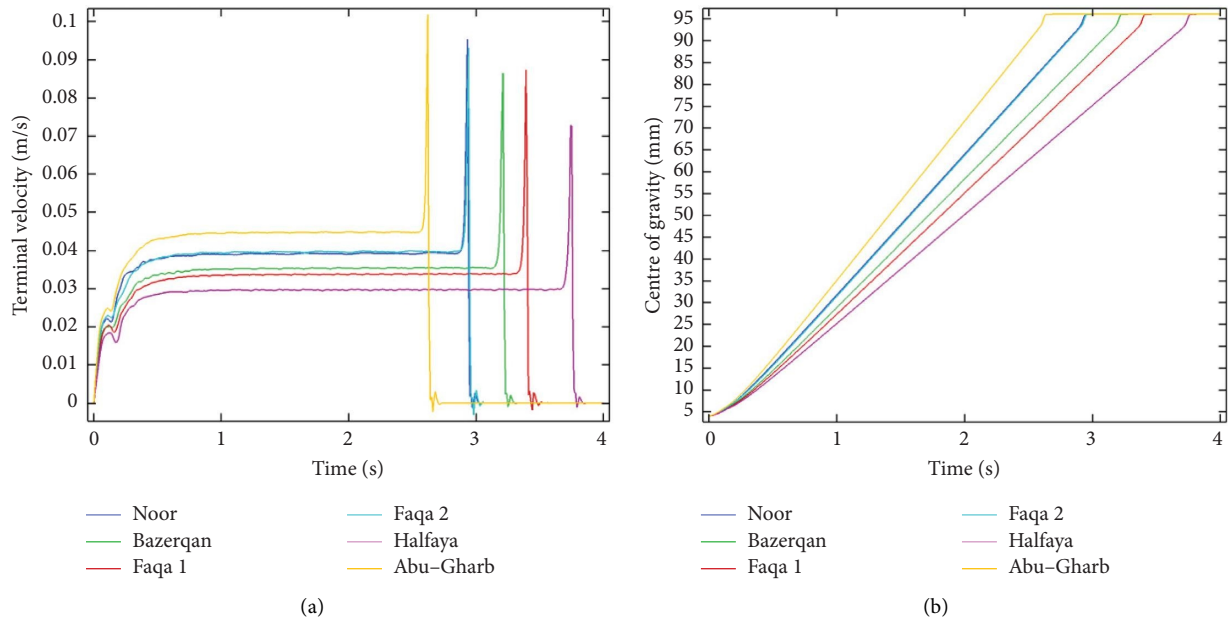 0.1
0.09
0.08
0.07
0.06
0.05
0.04
0.03
0.02
0.01
0
Terminal velocity (m/s)
0 1 2 3 4
Time (s)
Noor Faqa 2
Bazerqan Halfaya
Faqa 1 Abu–Gharb
(a)
95
90
85
80
75
70
65
60
55
50
45
40
35
30
25
20
15
10
5
Centre of gravity (mm)
0 1 2 3 4
Time (s)
Noor Faqa 2
Bazerqan Halfaya
Faqa 1 Abu–Gharb
(b)